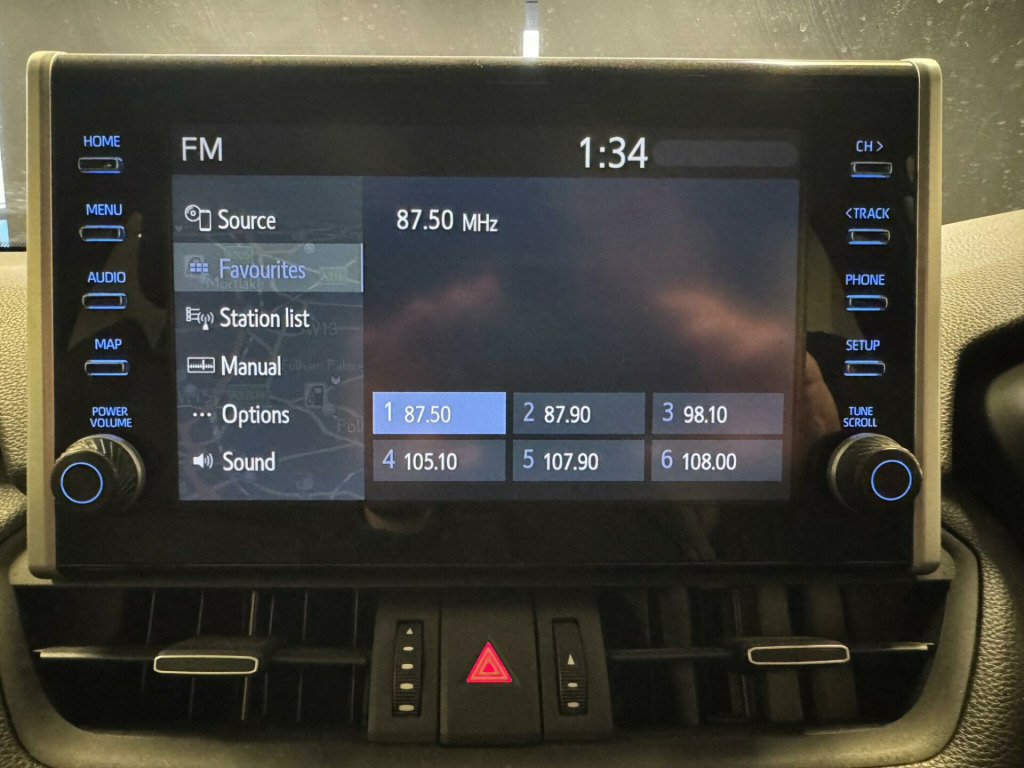 FM
1:34
HOME
MENU
AUDIO
MAP
POWER
VOLUME
Source
Favourites
Mortlake
Station list
Manual
Options
Sound
87.50 MHz
1 87.50
2 87.90
3 98.10
4 105.10
5 107.90
6 108.00
CH >
<TRACK
PHONE
SETUP
TUNE
SCROLL